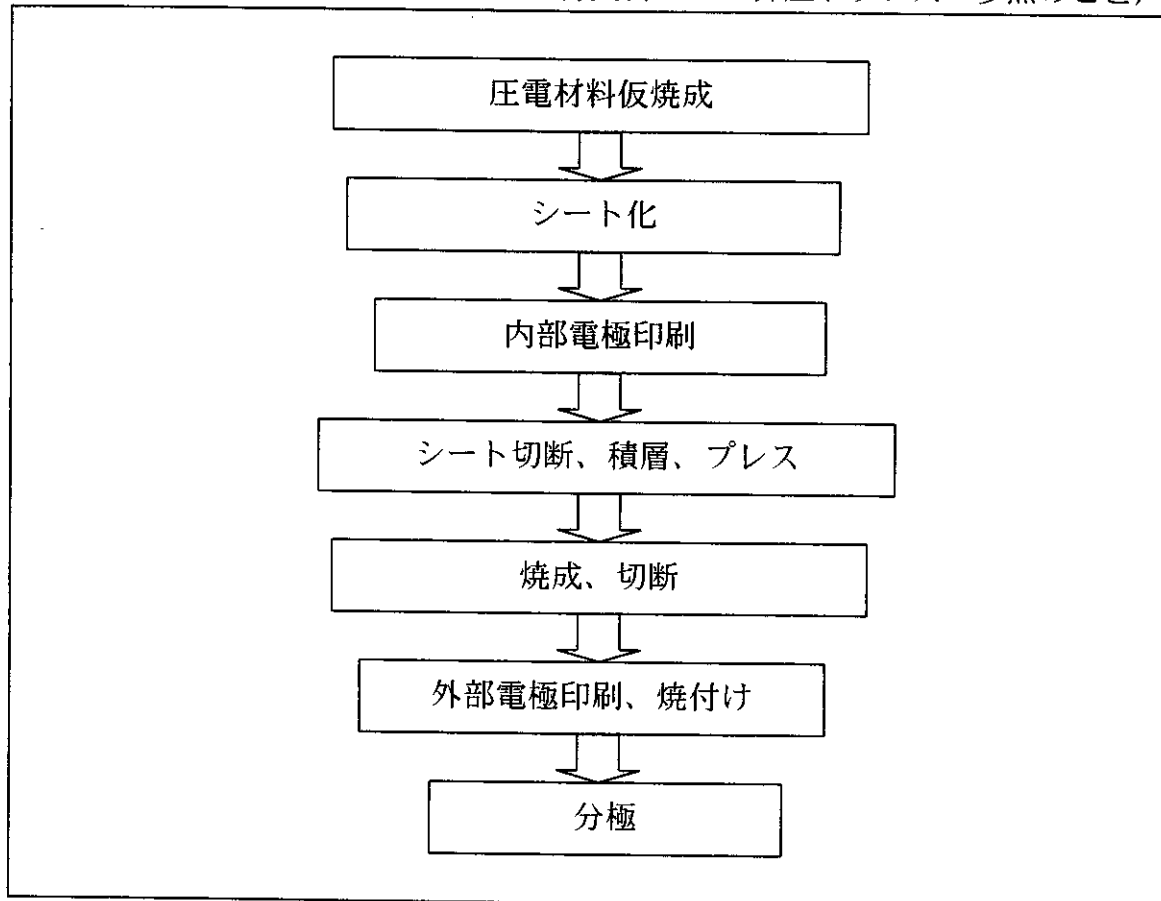 圧電材料仮焼成
シート化
内部電極印刷
シート切断、積層、プレス
焼成、切断
外部電極印刷、焼付け
分極